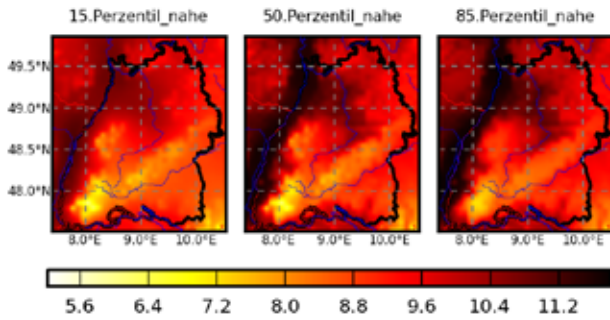 15.Perzentil_nahe 50.Perzentil_nahe 85.Perzentil_nahe
49.5°N
49.0°N
48.5°N
48.0°N
8.0°E 9.0°E 10.0°E 8.0°E 9.0°E 10.0°E 8.0°E 9.0°E 10.0°E
5.6 6.4 7.2 8.0 8.8 9.6 10.4 11.2